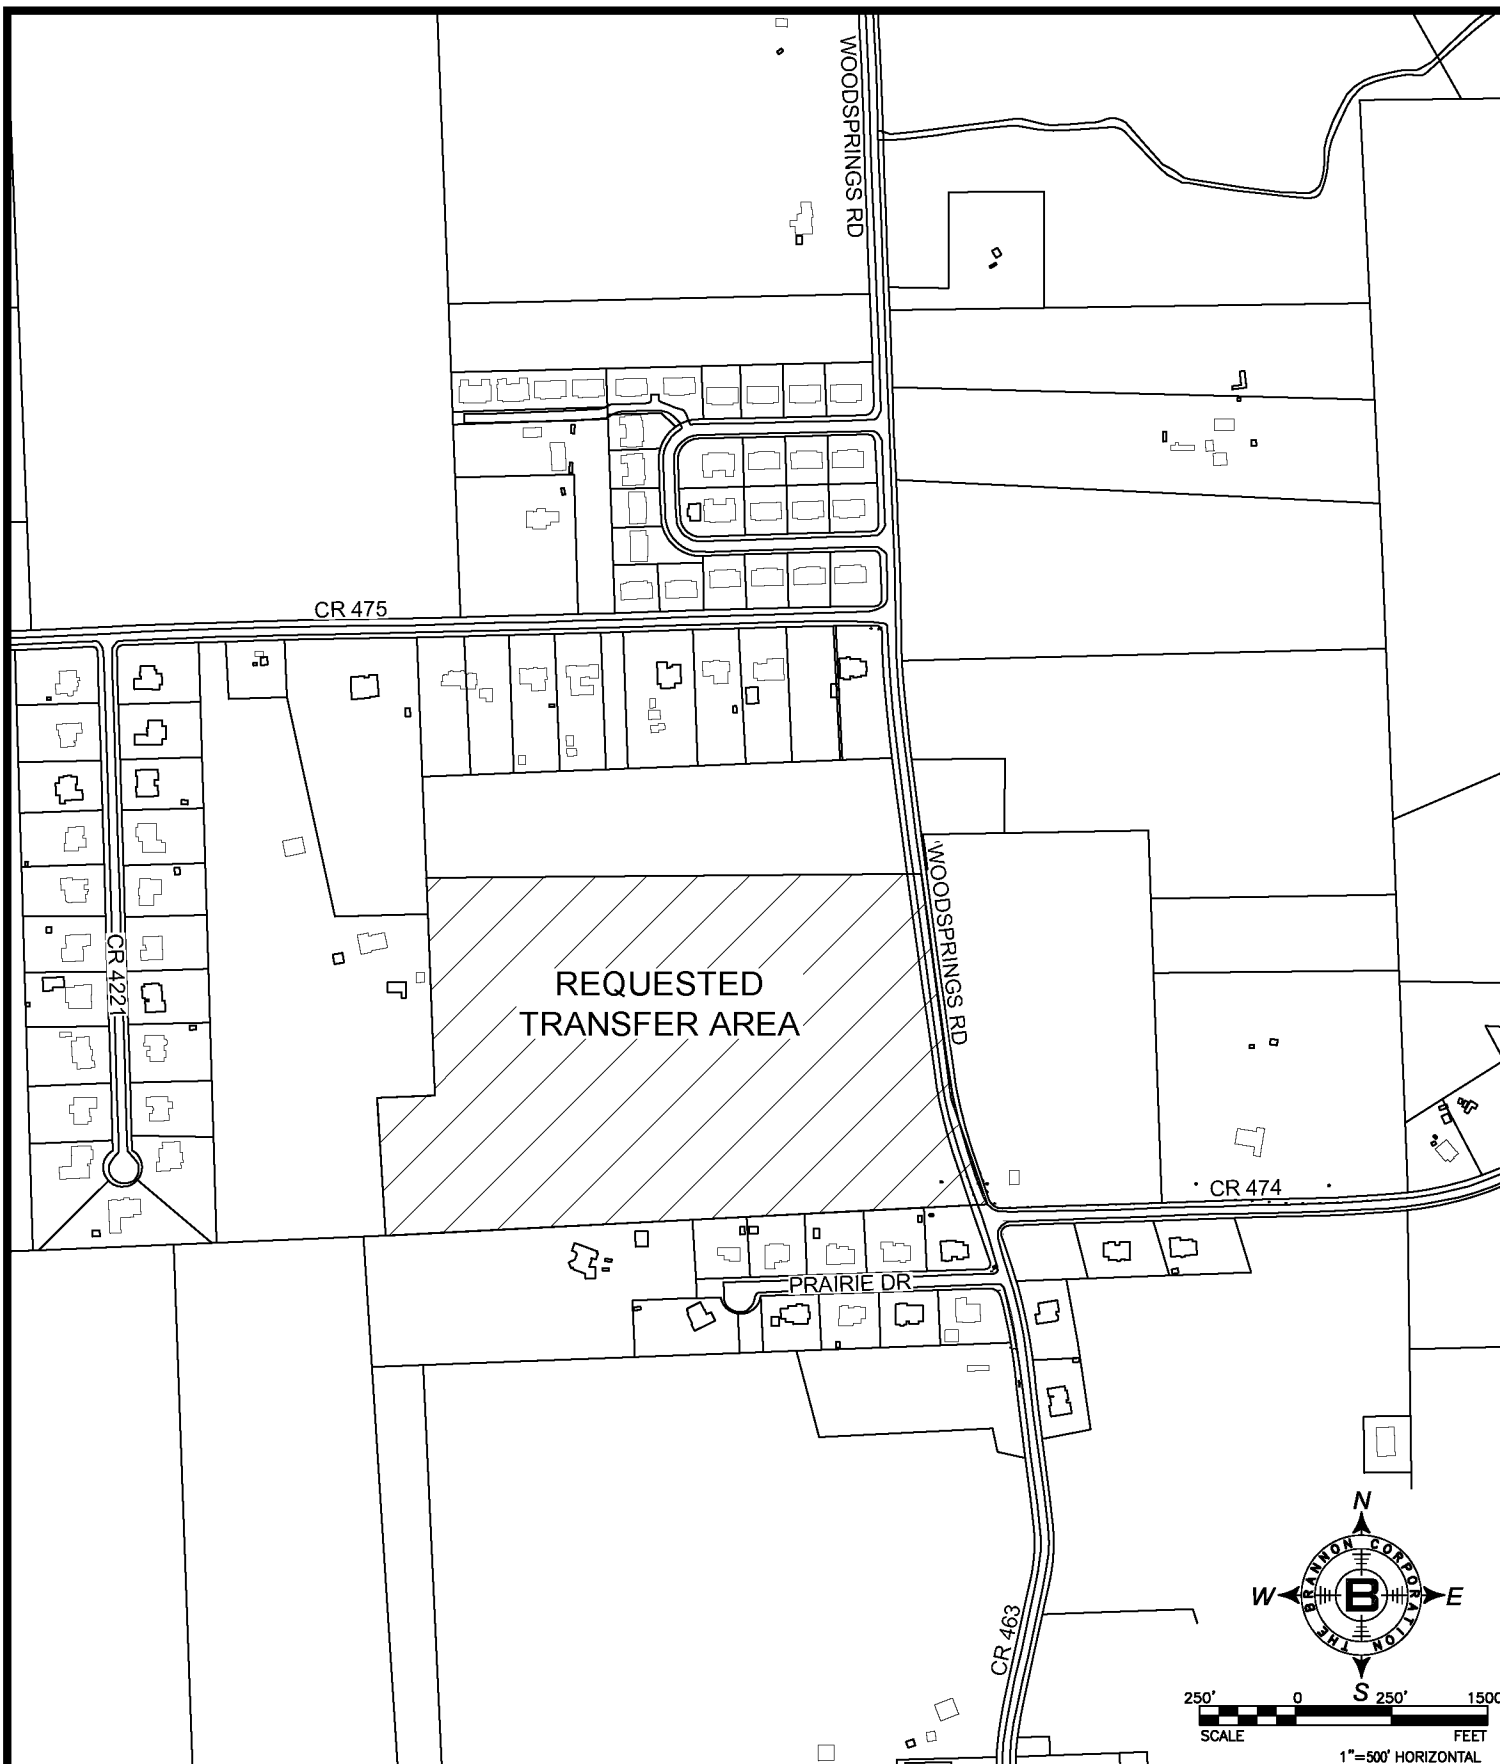 WOODSPRINGS RD
CR 475
WOODSPRINGS RD
CR 4221
REQUESTED
TRANSFER AREA
CR 474
PRAIRIE DR
CR 463
N
W
E
S
THE BRANNON CORPORATION
B
250' 0 250' 1500
SCALE FEET
1"=500' HORIZONTAL